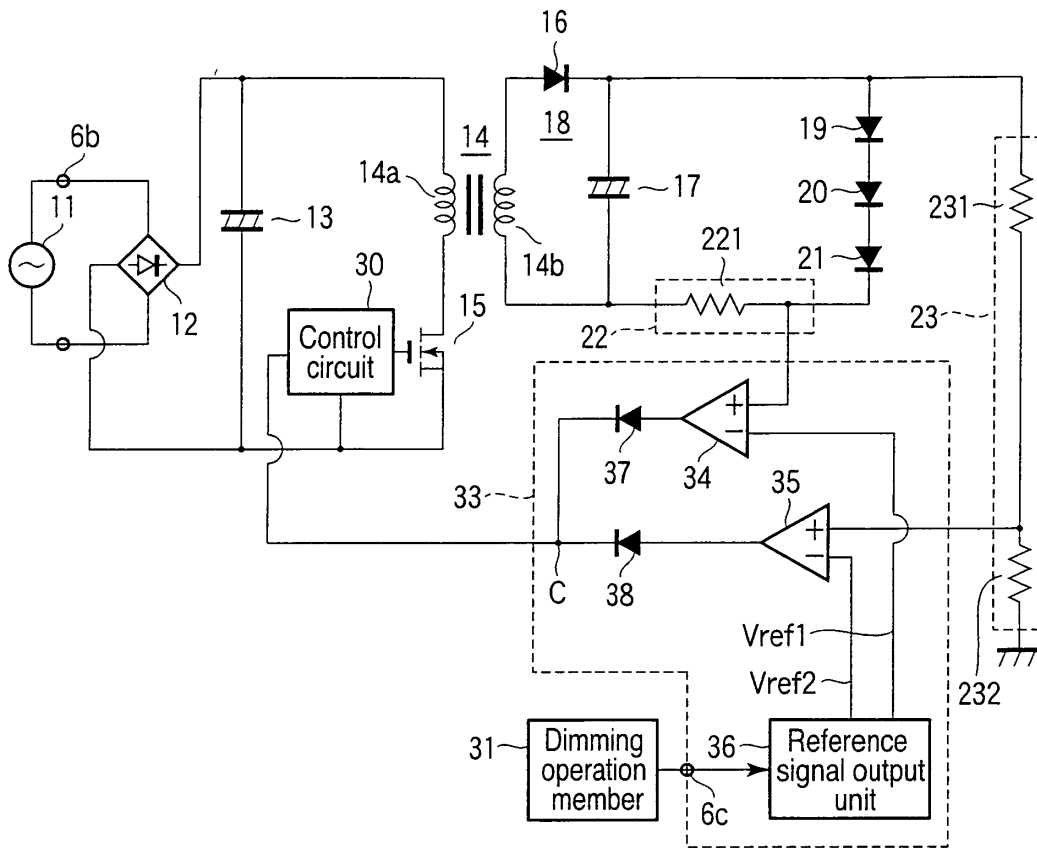 16
6b
14
18
19
11
14a
17
20
231
13
14b
221
21
12
30
15
22
23
Control
circuit
+
−
37
34
33
35
+
−
C
38
Vref1
Vref2
232
31
Dimming
operation
member
36
Reference
signal output
unit
6c